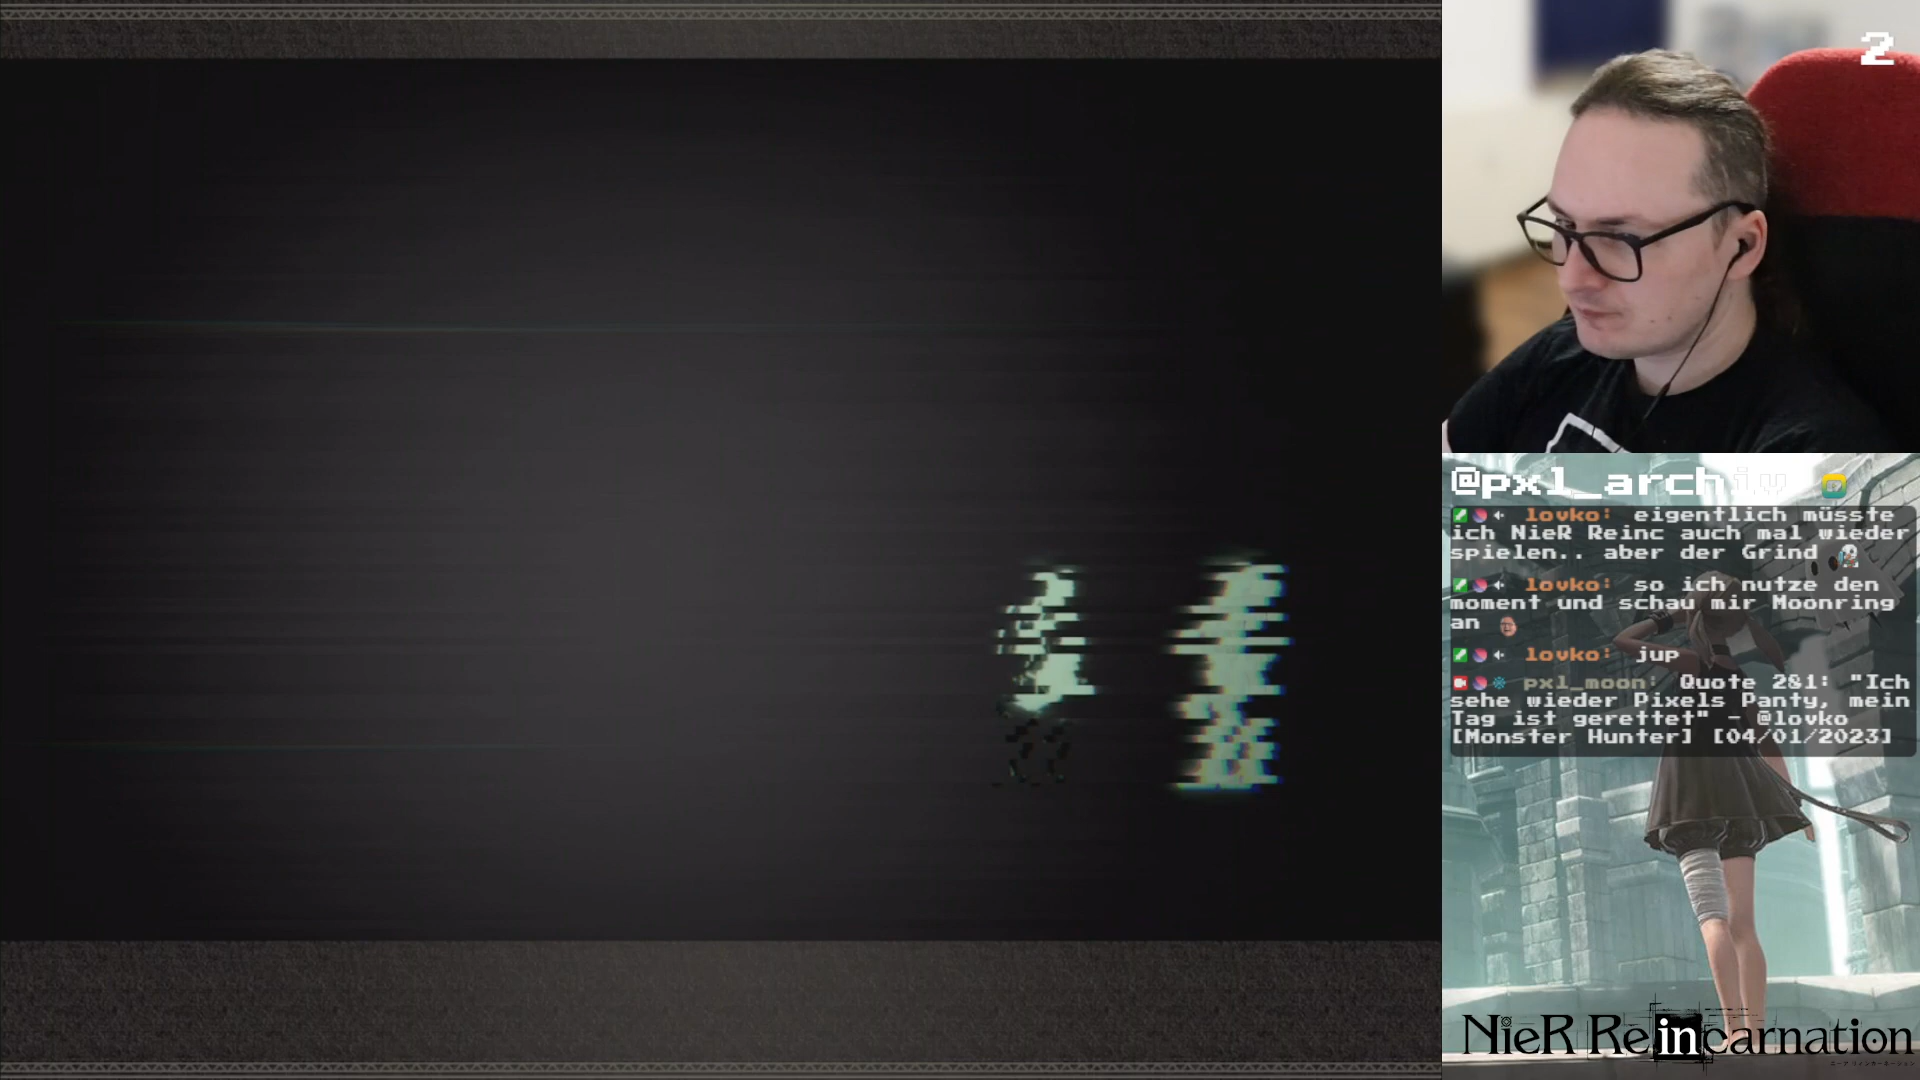 2
@pxl_archiv
lovko: eigentlich müsste
ich NieR Reinc auch mal wieder
spielen.. aber der Grind
lovko: so ich nutze den
moment und schau mir Moonring
an
lovko: jup
pxl_moon: Quote 281: "Ich
sehe wieder Pixels Panty, mein
Tag ist gerettet" - @lovko
[Monster Hunter] [04/01/2023]
NieR Reincarnation